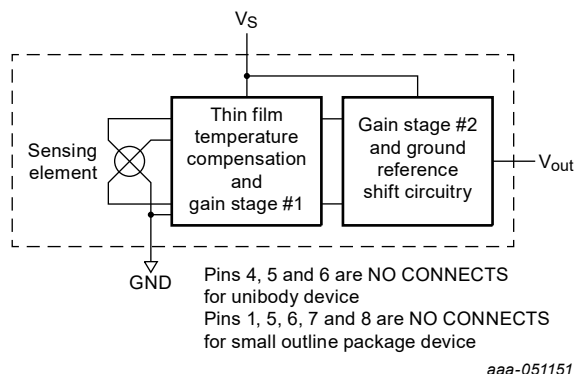 VS
Sensing
element
Thin film
temperature
compensation
and
gain stage #1
Gain stage #2
and ground
reference
shift circuitry
Vout
GND
Pins 4, 5 and 6 are NO CONNECTS
for unibody device
Pins 1, 5, 6, 7 and 8 are NO CONNECTS
for small outline package device
aaa-051151